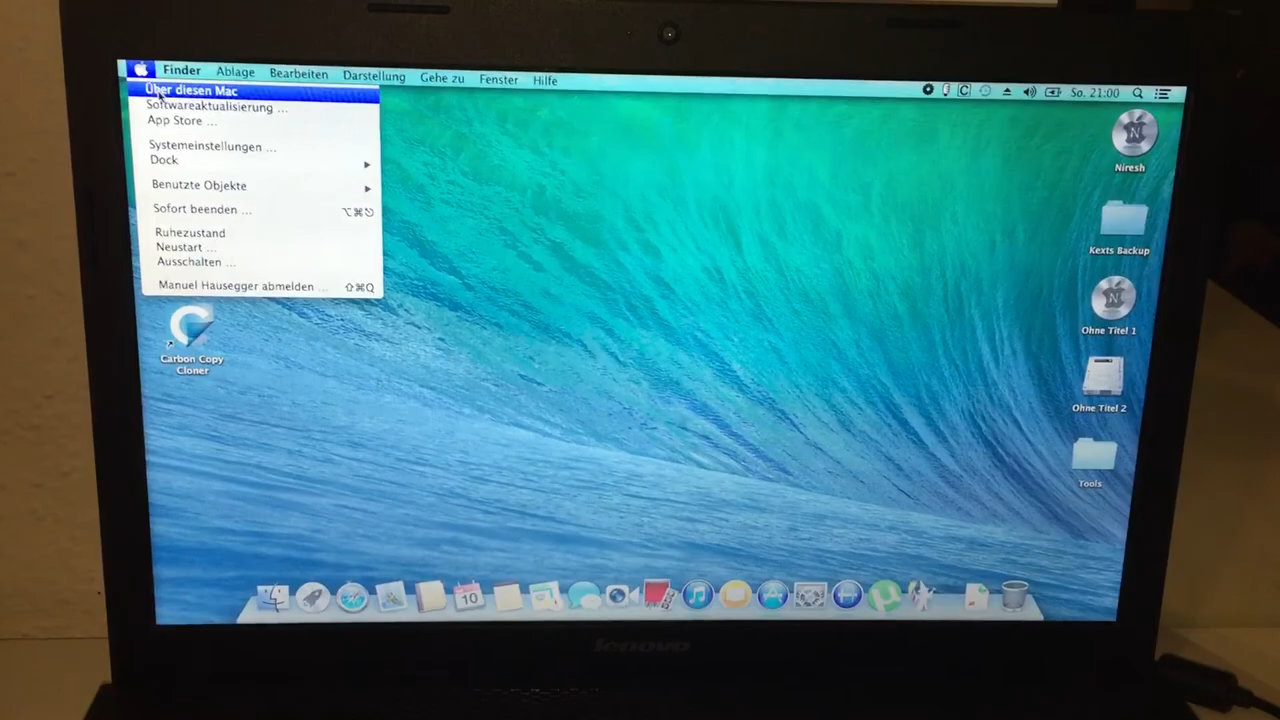 Finder Ablage Bearbeiten Darstellung Gehe zu Fenster Hilfe So. 21:00
Über diesen Mac
Softwareaktualisierung ...
App Store ...
Systemeinstellungen ...
Dock
Benutzte Objekte
Sofort beenden ... ⌥⌘⎋
Ruhezustand
Neustart ...
Ausschalten ...
Manuel Hausegger abmelden ... ⇧⌘Q
Carbon Copy
Cloner
N
Niresh
Kexts Backup
N
Ohne Titel 1
Ohne Titel 2
Tools
10
lenovo